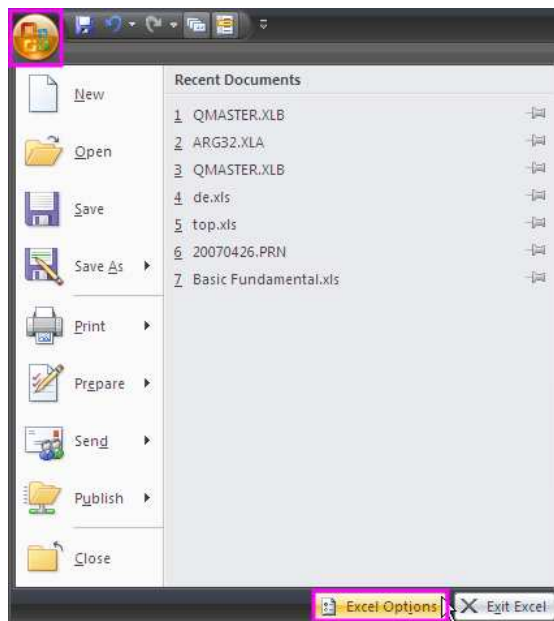 New
Open
Save
Save As
Print
Prepare
Send
Publish
Close
Recent Documents
1 QMASTER.XLB
2 ARG32.XLA
3 QMASTER.XLB
4 de.xls
5 top.xls
6 20070426.PRN
7 Basic Fundamental.xls
Excel Options
Exit Excel